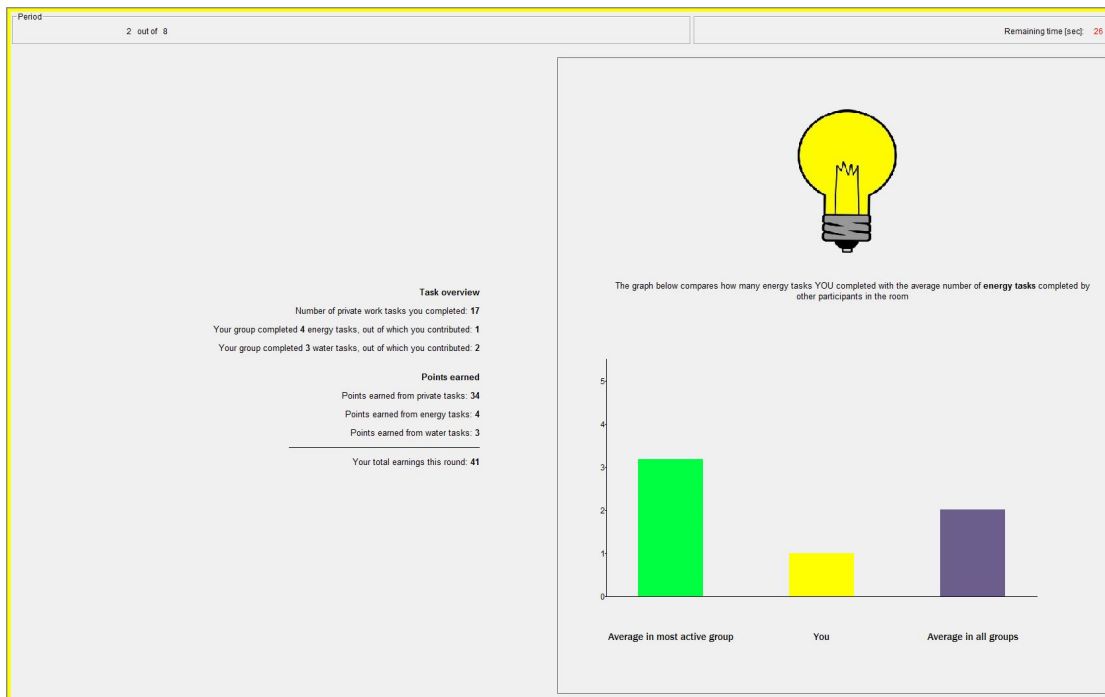 Period
2 out of 8
Remaining time [sec]: 26
Task overview
Number of private work tasks you completed: 17
Your group completed 4 energy tasks, out of which you contributed: 1
Your group completed 3 water tasks, out of which you contributed: 2
Points earned
Points earned from private tasks: 34
Points earned from energy tasks: 4
Points earned from water tasks: 3
Your total earnings this round: 41
The graph below compares how many energy tasks YOU completed with the average number of energy tasks completed by
other participants in the room
5
4
3
2
1
0
Average in most active group
You
Average in all groups